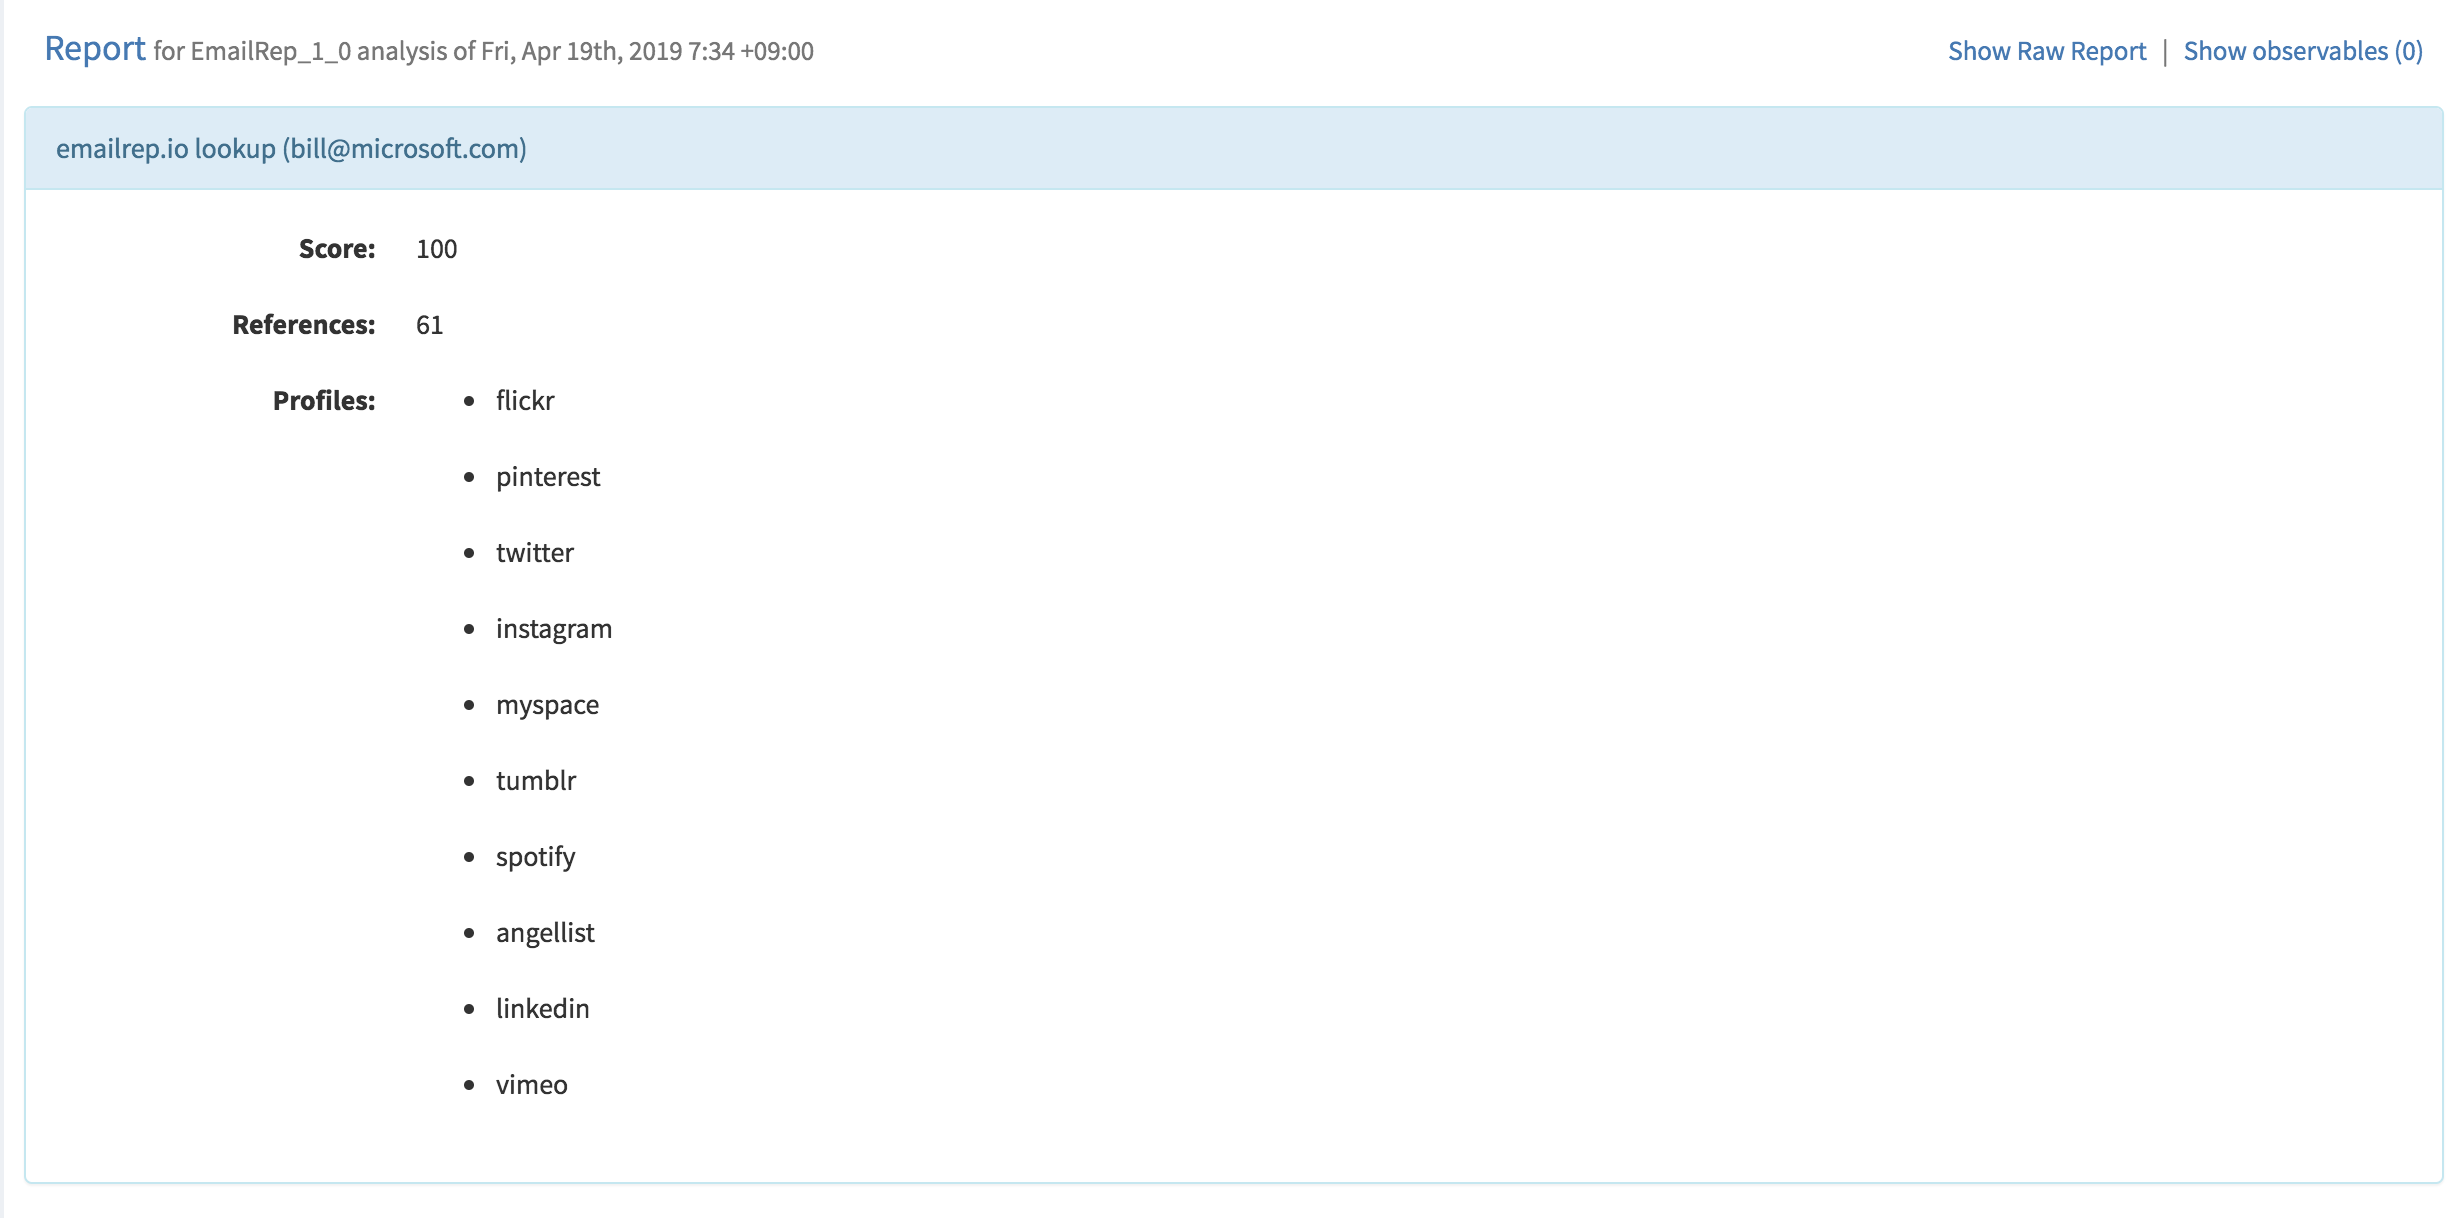 Report for EmailRep_1_0 analysis of Fri, Apr 19th, 2019 7:34 +09:00
Show Raw Report | Show observables (0)
emailrep.io lookup (bill@microsoft.com)
Score: 100
References: 61
Profiles: • flickr
• pinterest
• twitter
• instagram
• myspace
• tumblr
• spotify
• angellist
• linkedin
• vimeo